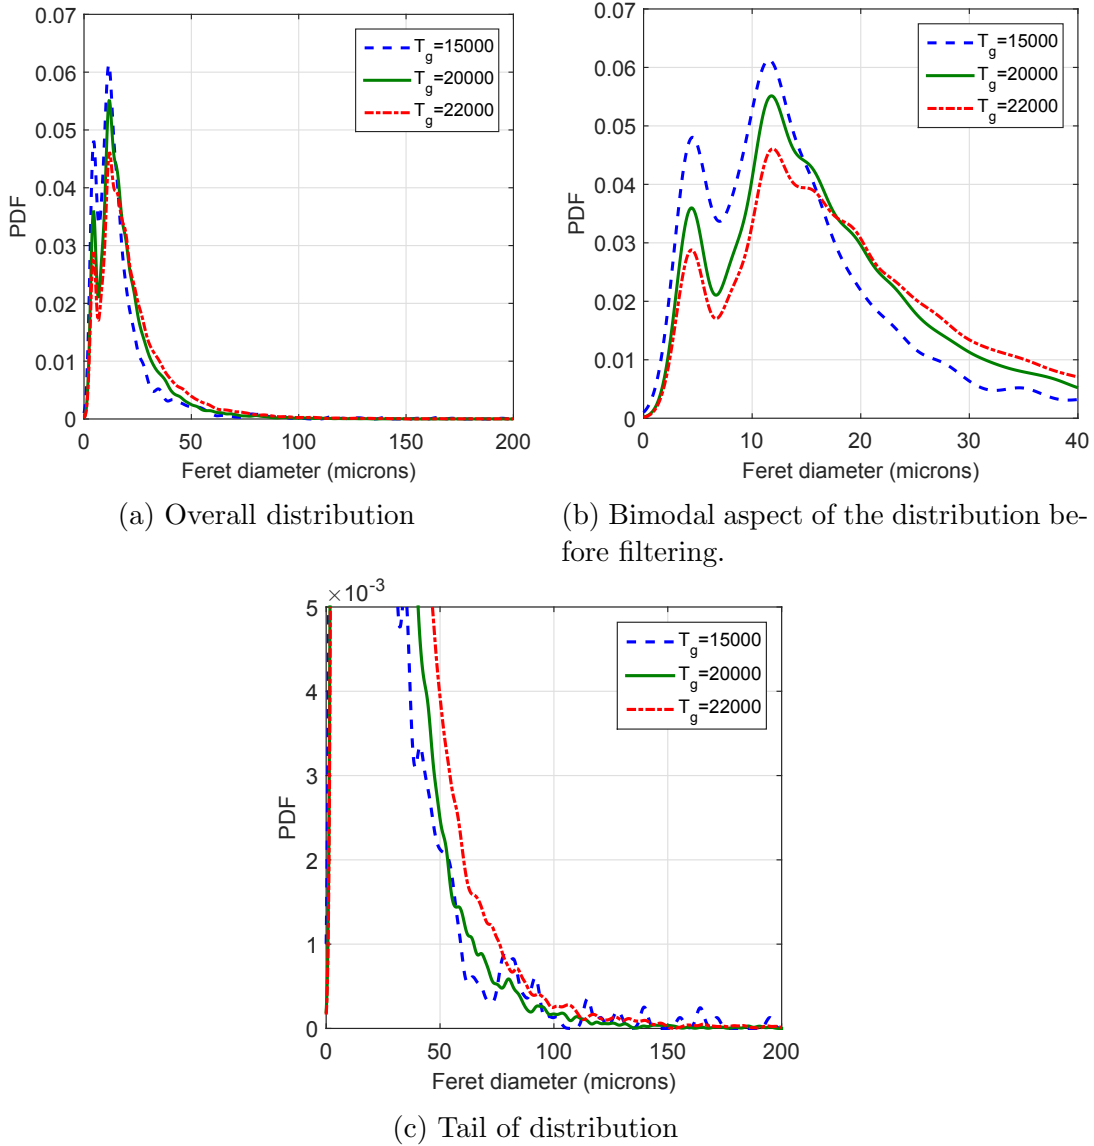 0.07
0.06
0.05
0.04
0.03
0.02
0.01
0
PDF
T_g=15000
T_g=20000
T_g=22000
0 50 100 150 200
Feret diameter (microns)
(a) Overall distribution
0.07
0.06
0.05
0.04
0.03
0.02
0.01
0
PDF
T_g=15000
T_g=20000
T_g=22000
0 10 20 30 40
Feret diameter (microns)
(b) Bimodal aspect of the distribution be-
fore filtering.
×10⁻³
5
4
3
2
1
0
PDF
T_g=15000
T_g=20000
T_g=22000
0 50 100 150 200
Feret diameter (microns)
(c) Tail of distribution